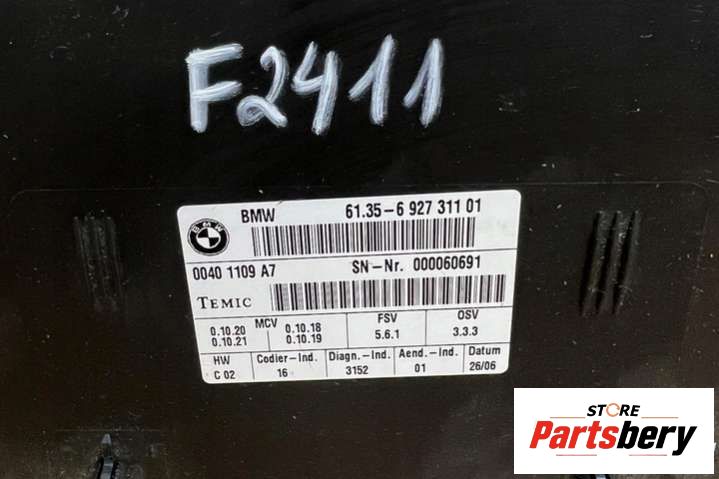 F2411
BMW 61.35-6 927 311 01
0040 1109 A7 SN-Nr. 000060691
TEMIC
MCV FSV OSV
0.10.20 0.10.18 5.6.1 3.3.3
0.10.21 0.10.19
HW Codier-Ind. Diagn.-Ind. Aend.-Ind. Datum
C 02 16 3152 01 26/06
STORE
Partsbery